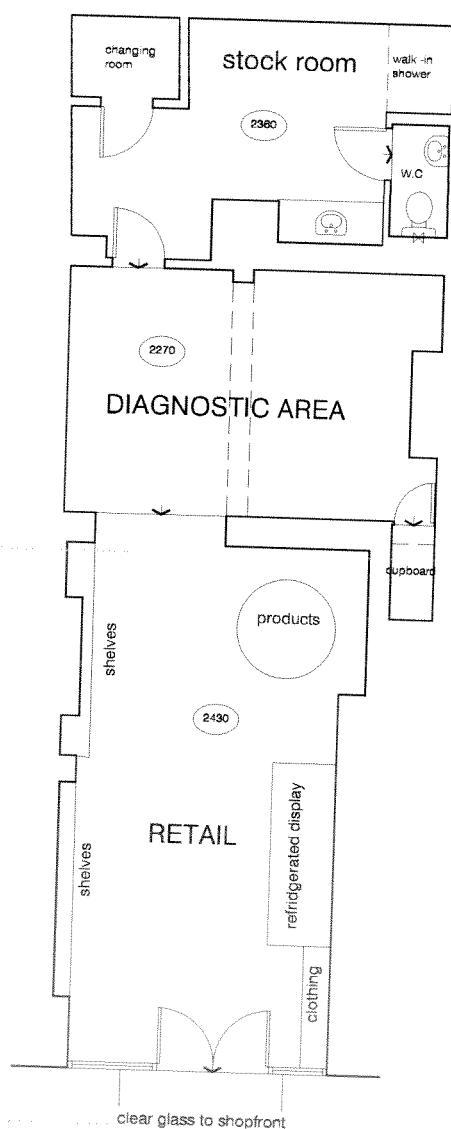 changing
room
stock room
walk -in
shower
2360
W.C
2270
DIAGNOSTIC AREA
cupboard
products
shelves
2430
refridgerated display
RETAIL
shelves
clothing
clear glass to shopfront